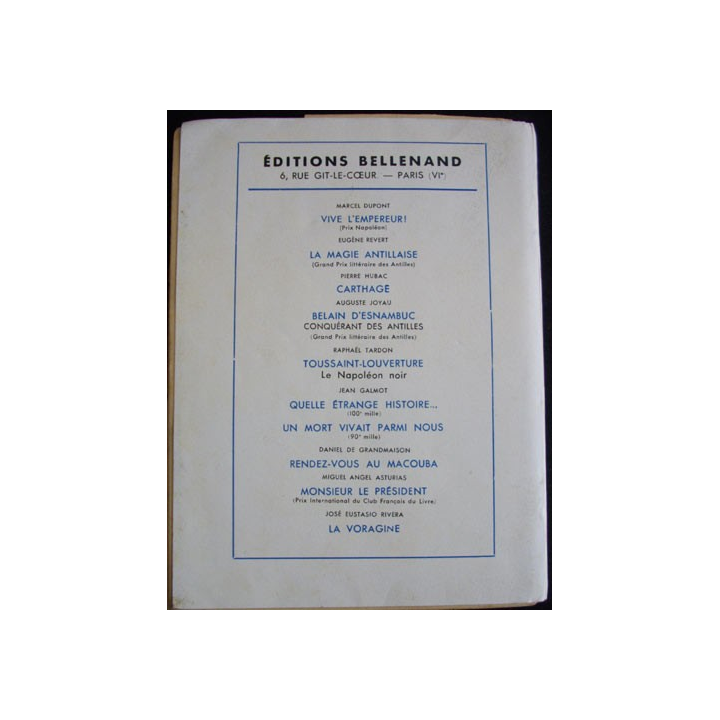 ÉDITIONS BELLENAND
6, RUE GIT-LE-CŒUR — PARIS (VIᵉ)
MARCEL DUPONT
VIVE L'EMPEREUR!
(Prix Napoléon)
EUGÈNE REVERT
LA MAGIE ANTILLAISE
(Grand Prix littéraire des Antilles)
PIERRE HUBAC
CARTHAGE
AUGUSTE JOYAU
BELAIN D'ESNAMBUC
CONQUÉRANT DES ANTILLES
(Grand Prix littéraire des Antilles)
RAPHAËL TARDON
TOUSSAINT-LOUVERTURE
Le Napoléon noir
JEAN GALMOT
QUELLE ÉTRANGE HISTOIRE...
(100ᵉ mille)
UN MORT VIVAIT PARMI NOUS
(90ᵉ mille)
DANIEL DE GRANDMAISON
RENDEZ-VOUS AU MACOUBA
MIGUEL ANGEL ASTURIAS
MONSIEUR LE PRÉSIDENT
(Prix International du Club Français du Livre)
JOSÉ EUSTASIO RIVERA
LA VORAGINE